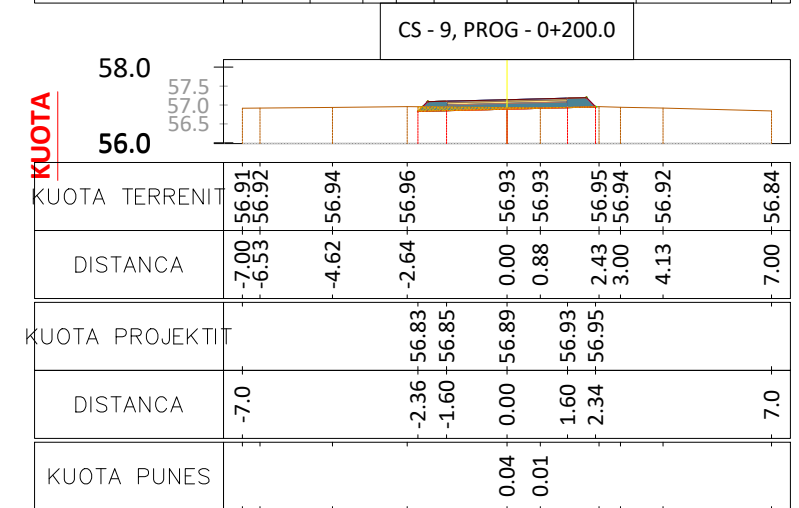 CS - 9, PROG - 0+200.0
KUOTA
58.0
57.5
57.0
56.5
56.0
KUOTA TERRENIT 56.91 56.92 56.94 56.96 56.93 56.93 56.95 56.94 56.92 56.84
DISTANCA -7.00 -6.53 -4.62 -2.64 0.00 0.88 2.43 3.00 4.13 7.00
KUOTA PROJEKTIT 56.83 56.85 56.89 56.93 56.95
DISTANCA -7.0 -2.36 -1.60 0.00 1.60 2.34 7.0
KUOTA PUNES 0.04 0.01